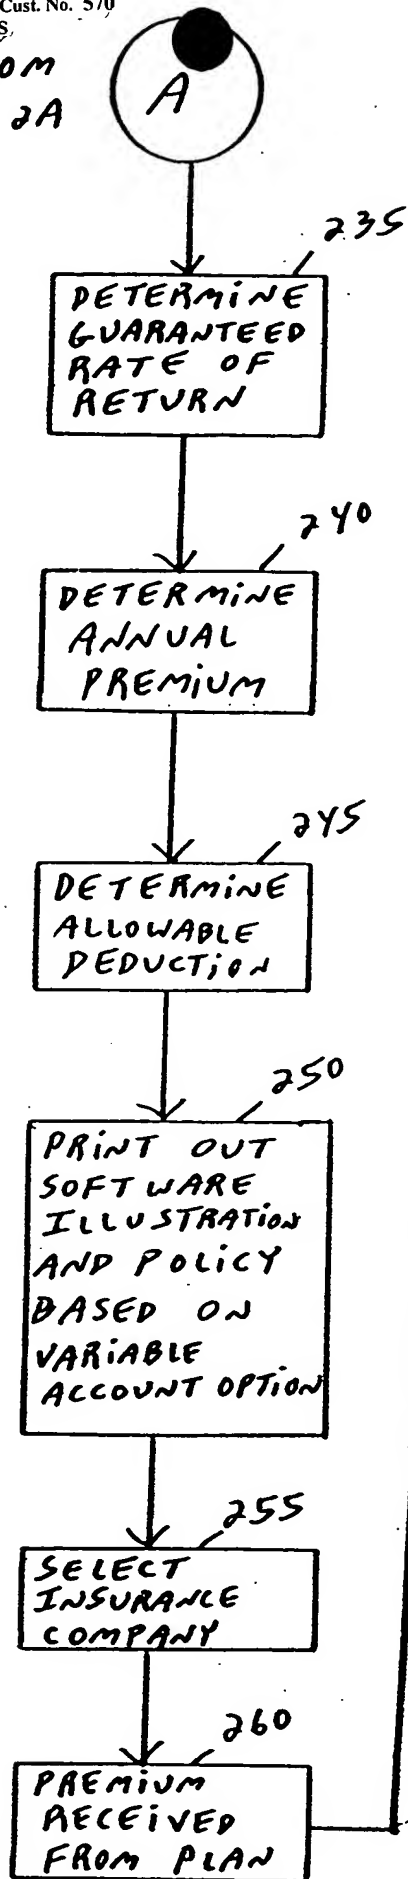 Cust. No. 570
S,
OM
2A
A
235
DETERMINE
GUARANTEED
RATE OF
RETURN
240
DETERMINE
ANNUAL
PREMIUM
245
DETERMINE
ALLOWABLE
DEDUCTION
250
PRINT OUT
SOFTWARE
ILLUSTRATION
AND POLICY
BASED ON
VARIABLE
ACCOUNT OPTION
255
SELECT
INSURANCE
COMPANY
260
PREMIUM
RECEIVED
FROM PLAN